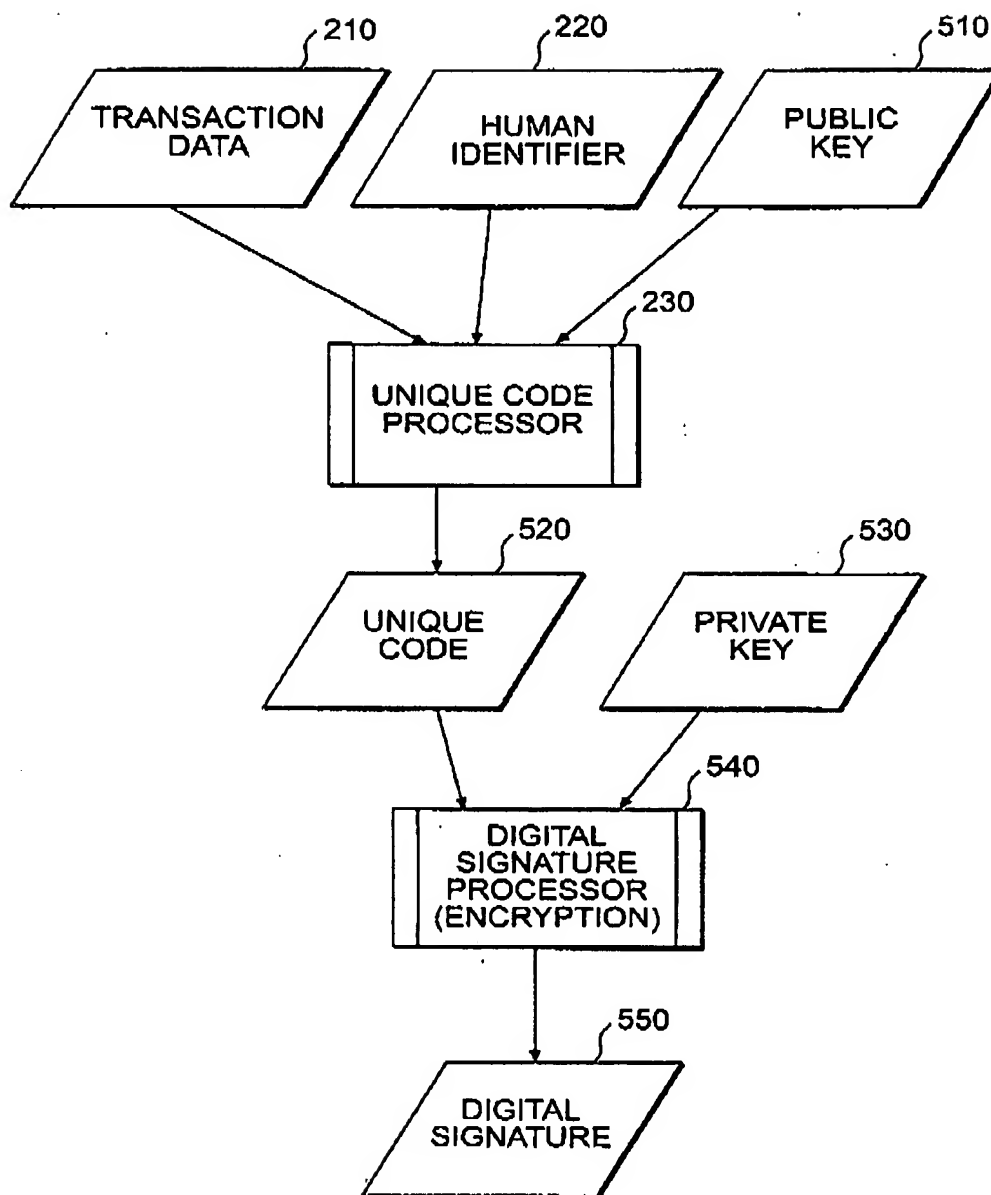 210
220
510
TRANSACTION
DATA
HUMAN
IDENTIFIER
PUBLIC
KEY
230
UNIQUE CODE
PROCESSOR
520
530
UNIQUE
CODE
PRIVATE
KEY
540
DIGITAL
SIGNATURE
PROCESSOR
(ENCRYPTION)
550
DIGITAL
SIGNATURE